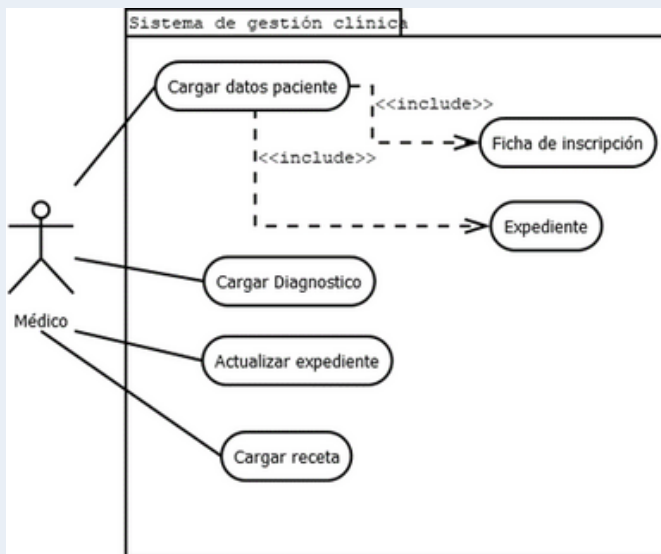 Sistema de gestión clínica
Cargar datos paciente
<<include>>
Ficha de inscripción
<<include>>
Expediente
Cargar Diagnostico
Médico
Actualizar expediente
Cargar receta